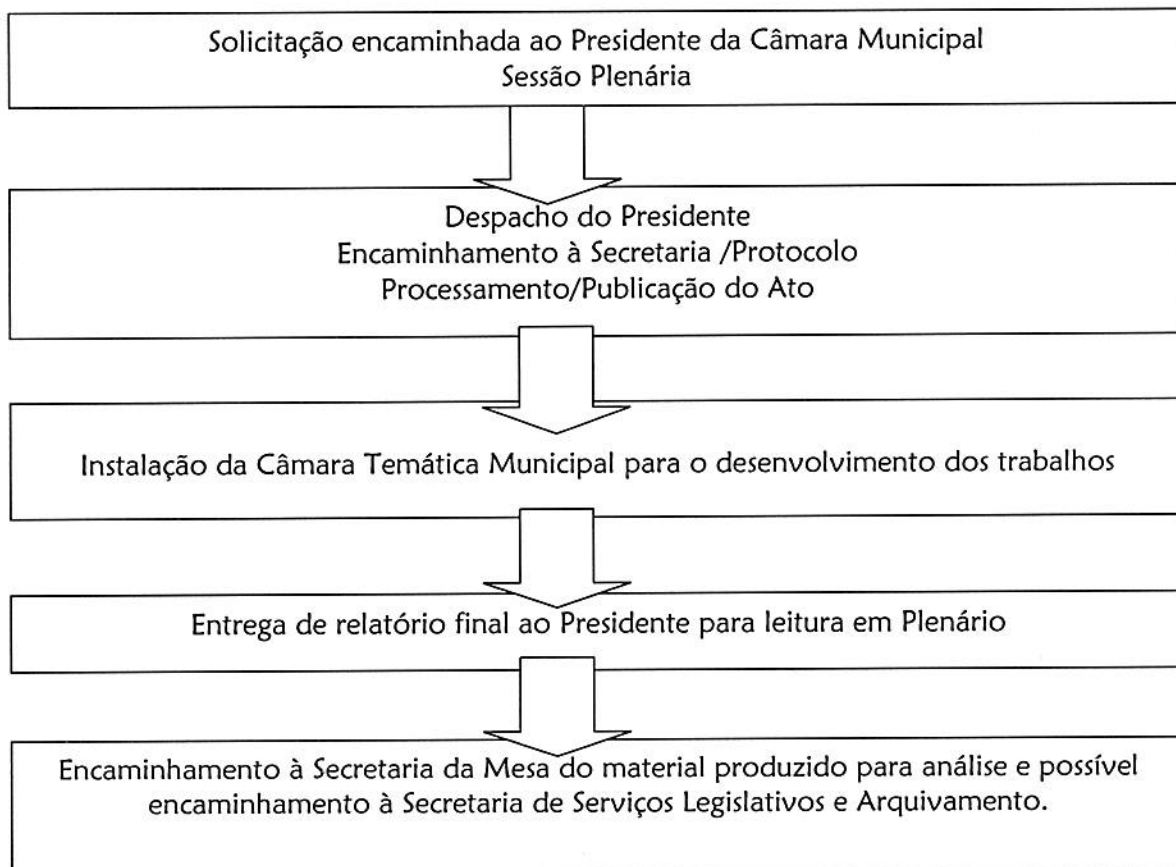 Solicitação encaminhada ao Presidente da Câmara Municipal
Sessão Plenária
Despacho do Presidente
Encaminhamento à Secretaria /Protocolo
Processamento/Publicação do Ato
Instalação da Câmara Temática Municipal para o desenvolvimento dos trabalhos
Entrega de relatório final ao Presidente para leitura em Plenário
Encaminhamento à Secretaria da Mesa do material produzido para análise e possível
encaminhamento à Secretaria de Serviços Legislativos e Arquivamento.